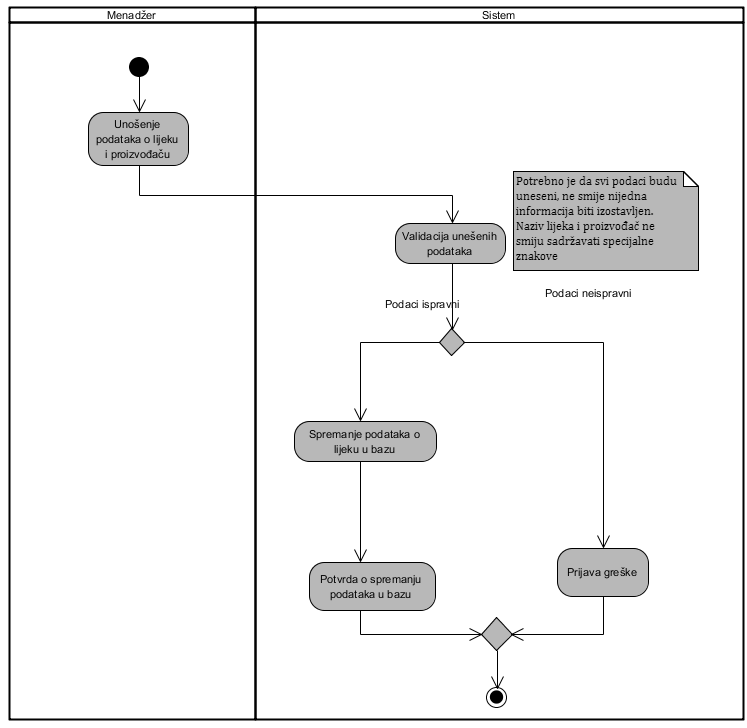 Menadžer
Sistem
Unošenje
podataka o lijeku
i proizvođaču
Potrebno je da svi podaci budu
uneseni, ne smije nijedna
informacija biti izostavljen.
Naziv lijeka i proizvođač ne
smiju sadržavati specijalne
znakove
Validacija unešenih
podataka
Podaci ispravni
Podaci neispravni
Spremanje podataka o
lijeku u bazu
Potvrda o spremanju
podataka u bazu
Prijava greške